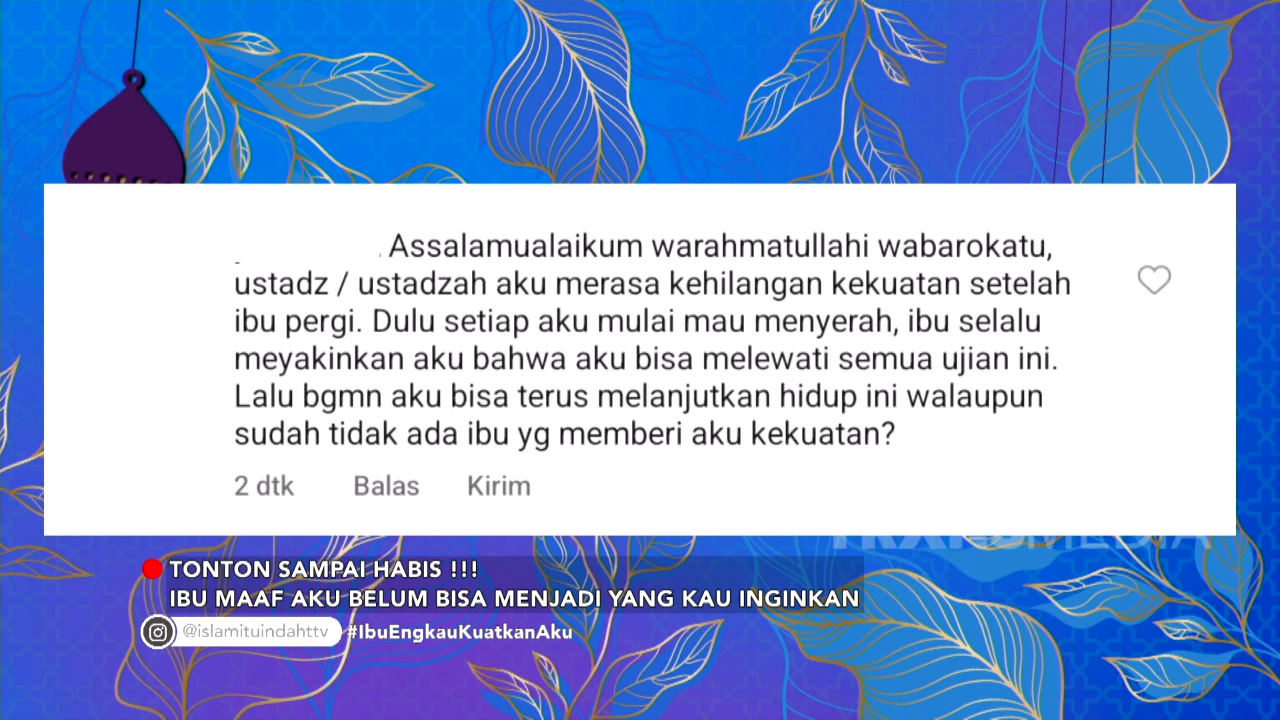 Assalamualaikum warahmatullahi wabarokatu,
ustadz / ustadzah aku merasa kehilangan kekuatan setelah
ibu pergi. Dulu setiap aku mulai mau menyerah, ibu selalu
meyakinkan aku bahwa aku bisa melewati semua ujian ini.
Lalu bgmn aku bisa terus melanjutkan hidup ini walaupun
sudah tidak ada ibu yg memberi aku kekuatan?
2 dtk Balas Kirim
TONTON SAMPAI HABIS !!!
IBU MAAF AKU BELUM BISA MENJADI YANG KAU INGINKAN
@islamituindahttv #IbuEngkauKuatkanAku